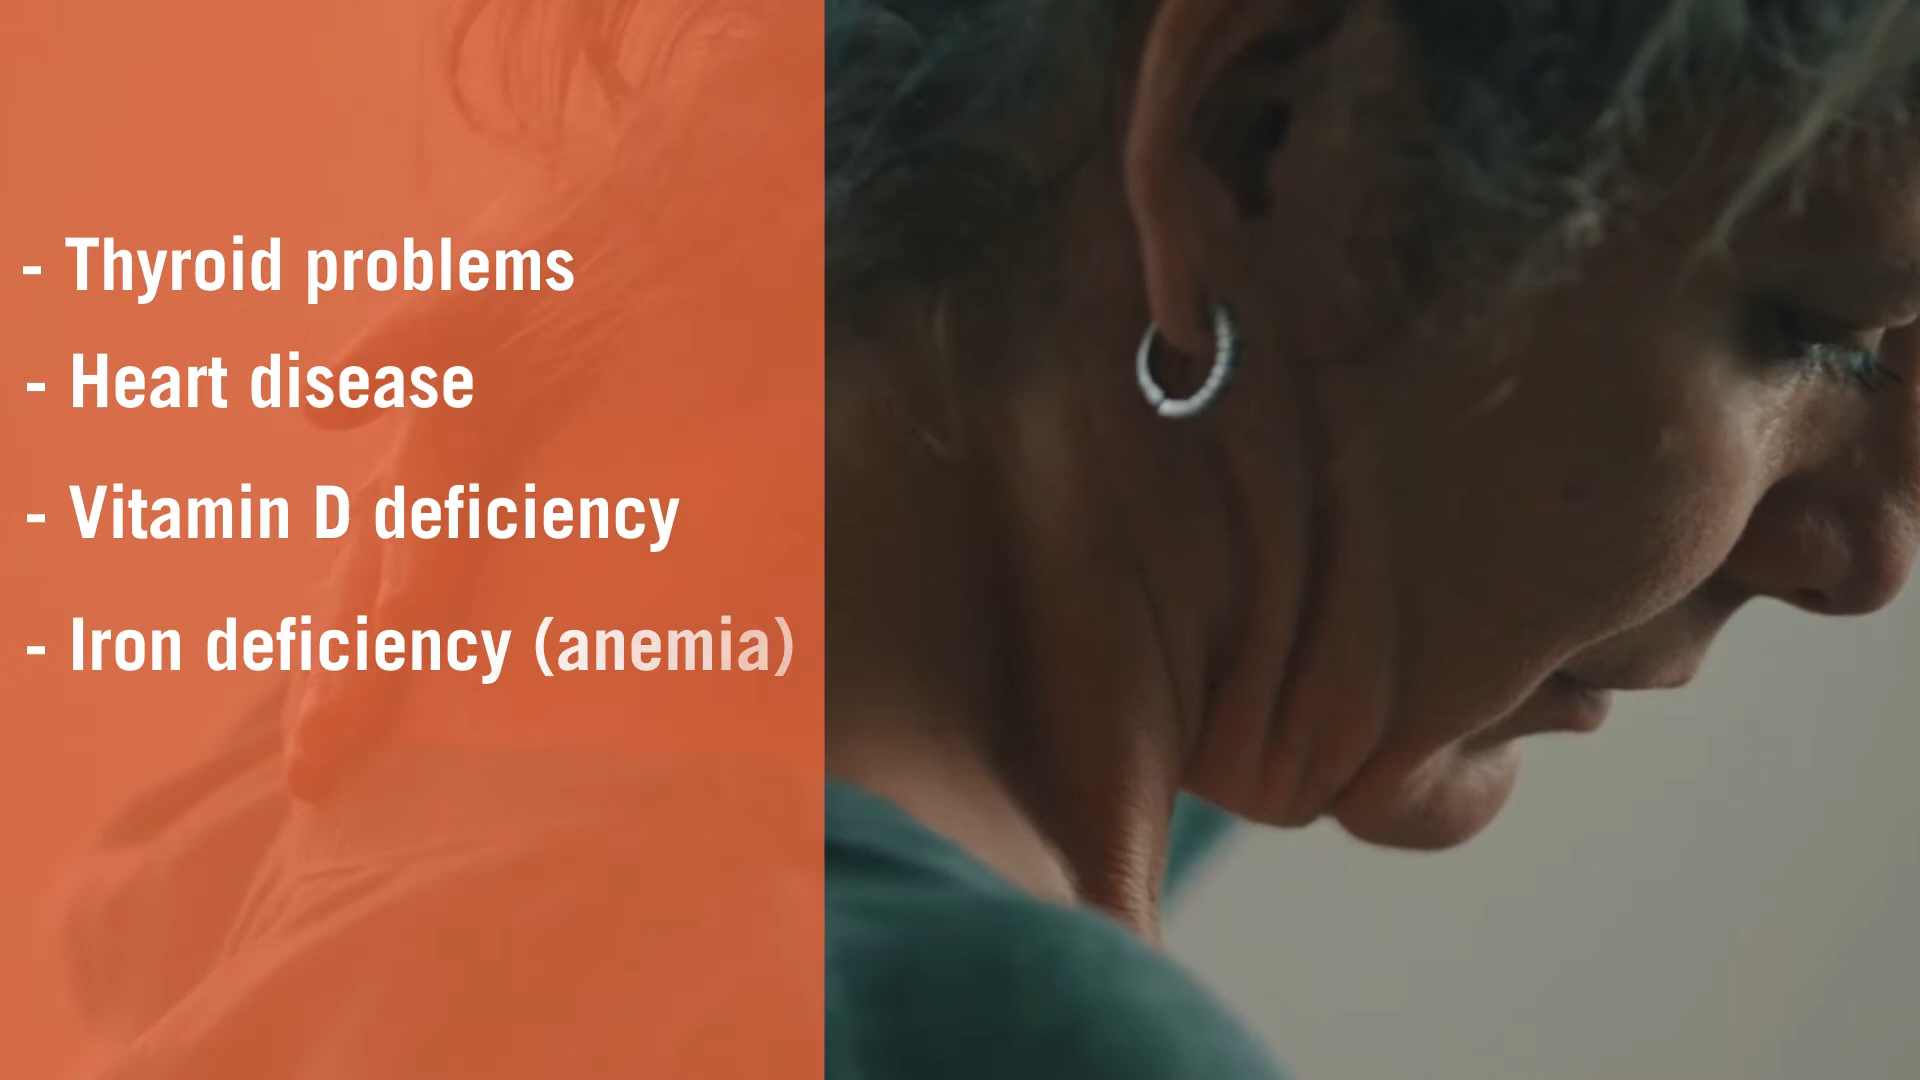 - Thyroid problems
- Heart disease
- Vitamin D deficiency
- Iron deficiency (anemia)